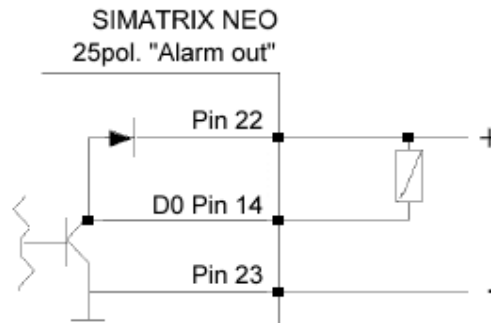 SIMATRIX NEO
25pol. "Alarm out"
Pin 22
+
D0 Pin 14
Pin 23
-